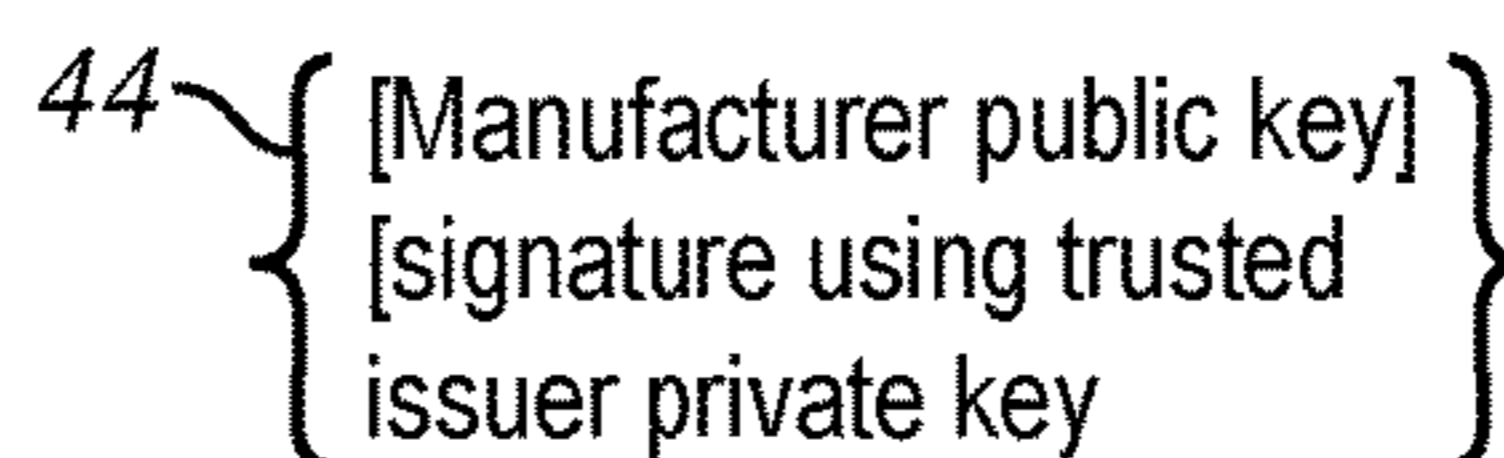 44 [Manufacturer public key]
[signature using trusted
issuer private key